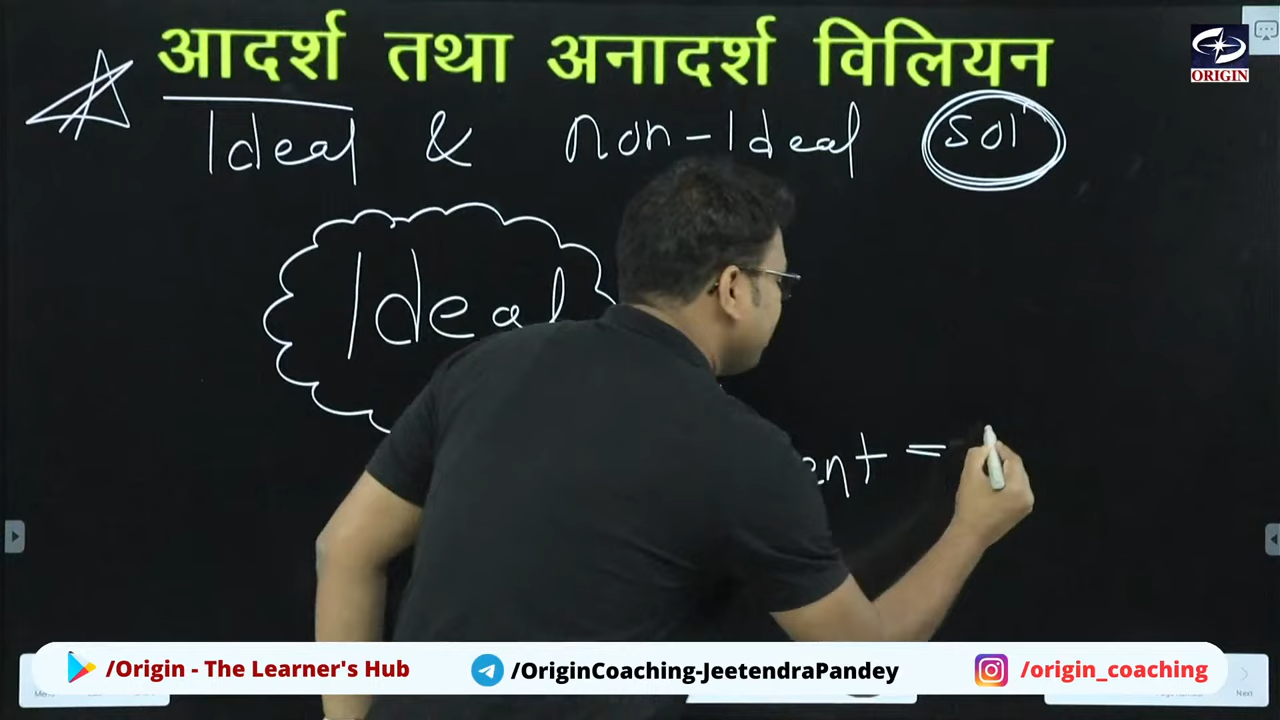 आदर्श तथा अनादर्श विलियन
ORIGIN
Ideal & non-Ideal sol'
Ideal
ent =
/Origin - The Learner's Hub
/OriginCoaching-JeetendraPandey
/origin_coaching
Next